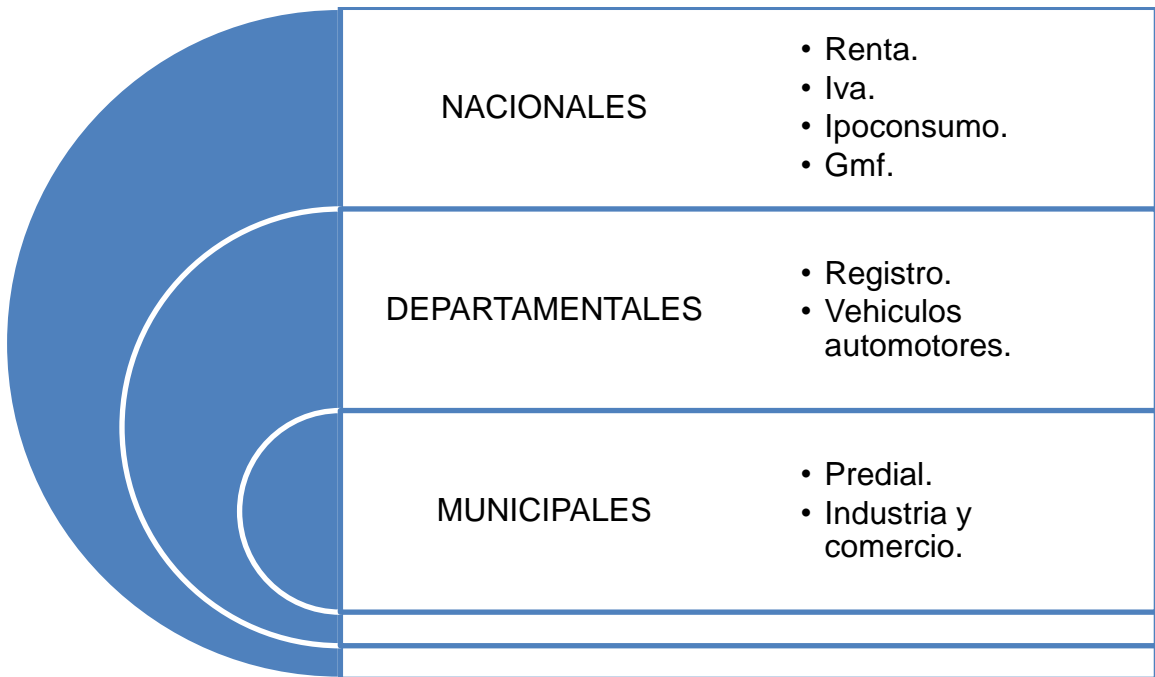 NACIONALES
• Renta.
• Iva.
• Ipoconsumo.
• Gmf.
DEPARTAMENTALES
• Registro.
• Vehiculos
automotores.
MUNICIPALES
• Predial.
• Industria y
comercio.